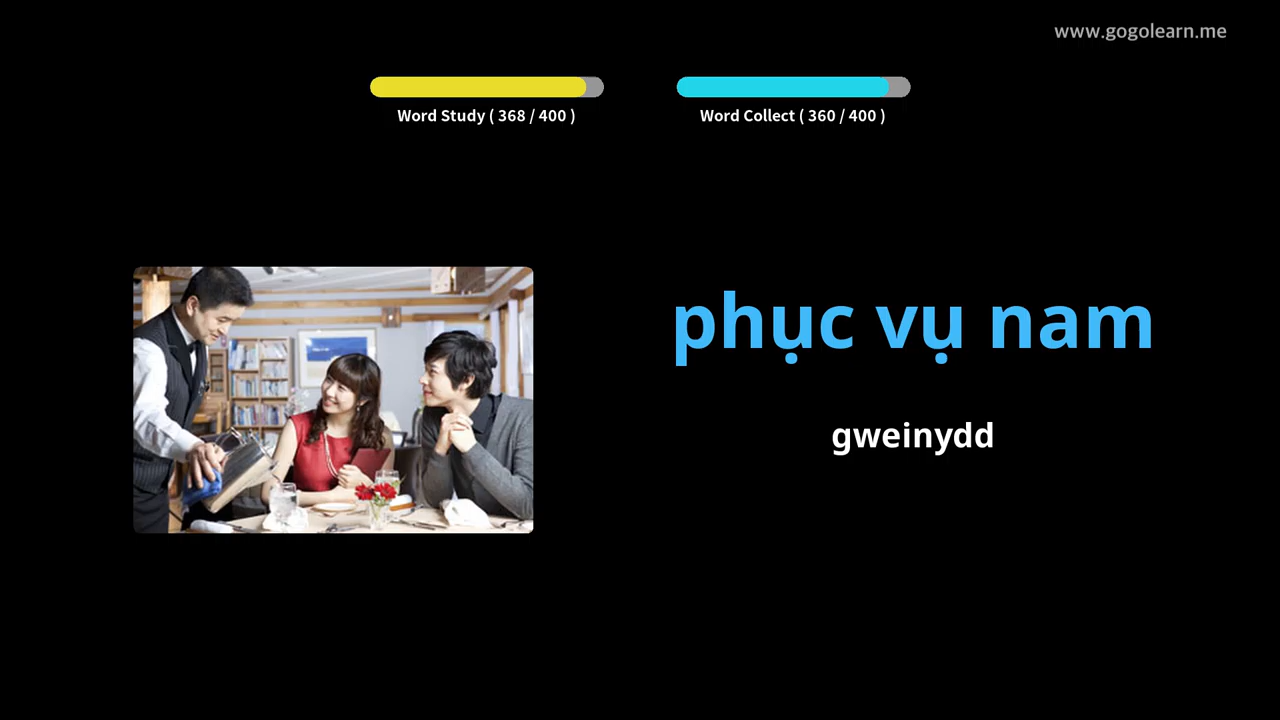 www.gogolearn.me
Word Study ( 368 / 400 )
Word Collect ( 360 / 400 )
phục vụ nam
gweinydd